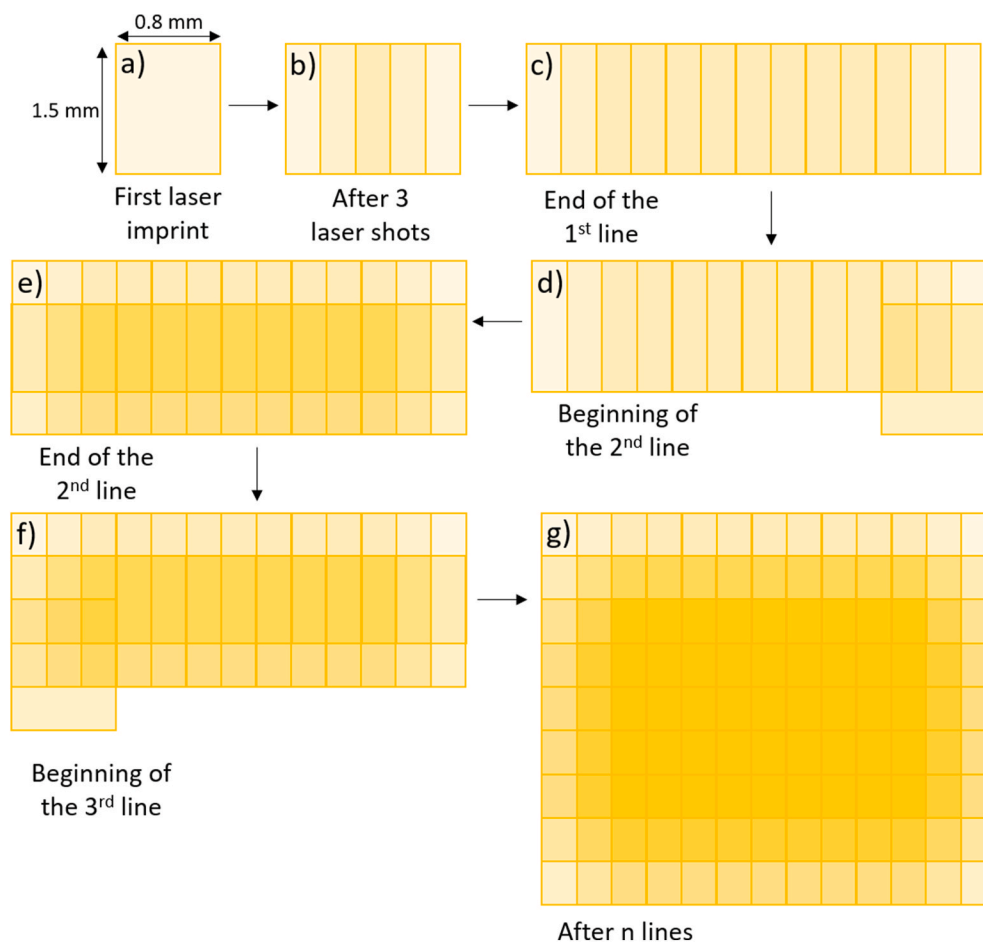 0.8 mm
a)
1.5 mm
First laser
imprint
b)
After 3
laser shots
c)
End of the
1st line
d)
Beginning of
the 2nd line
e)
End of the
2nd line
f)
Beginning of
the 3rd line
g)
After n lines